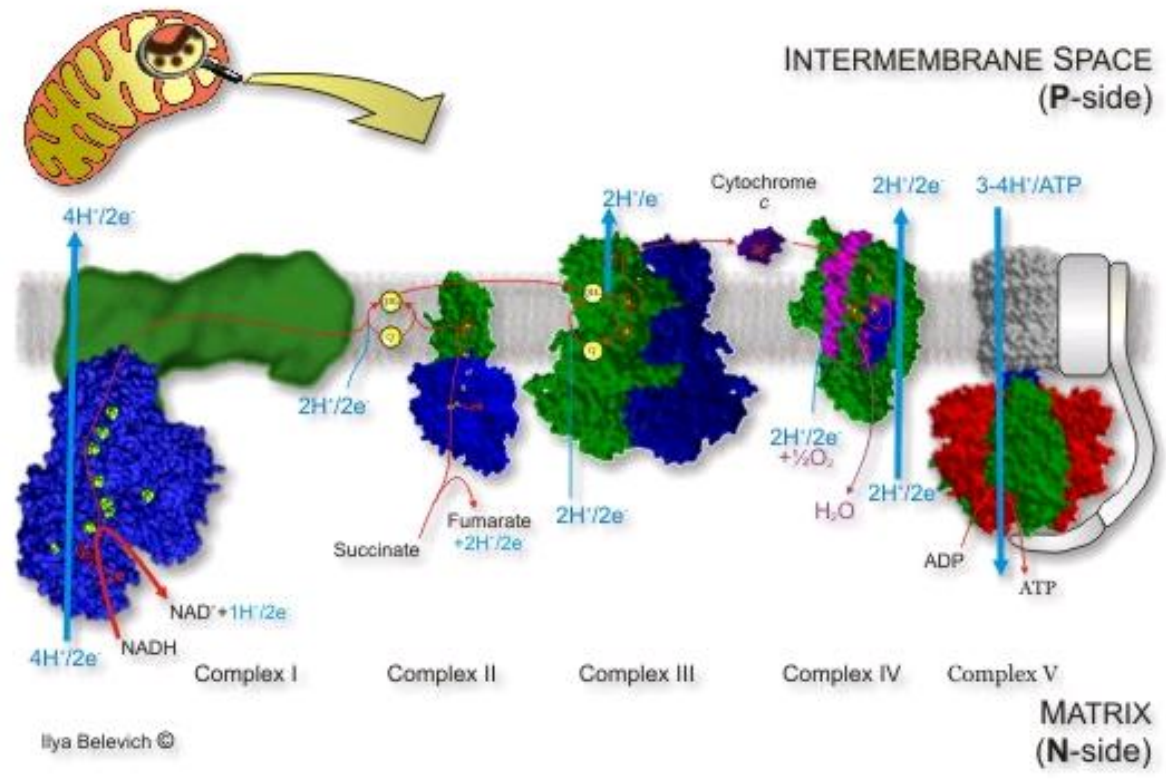 INTERMEMBRANE SPACE
(P-side)
4H⁺/2e⁻
2H⁺/e⁻
Cytochrome
c
2H⁺/2e⁻
3-4H⁺/ATP
2H⁺/2e⁻
2H⁺/2e⁻
+½O₂
2H⁺/2e⁻
H₂O
2H⁺/2e⁻
Succinate
Fumarate
+2H⁺/2e⁻
ADP
ATP
NAD⁺+1H⁺/2e⁻
NADH
4H⁺/2e⁻
Complex I
Complex II
Complex III
Complex IV
Complex V
MATRIX
(N-side)
Ilya Belevich ©